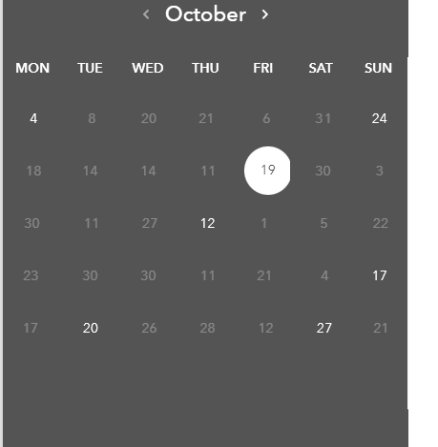 ‹ October ›
MON TUE WED THU FRI SAT SUN
4 8 20 21 6 31 24
18 14 14 11 19 30 3
30 11 27 12 1 5 22
23 30 30 11 21 4 17
17 20 26 28 12 27 21